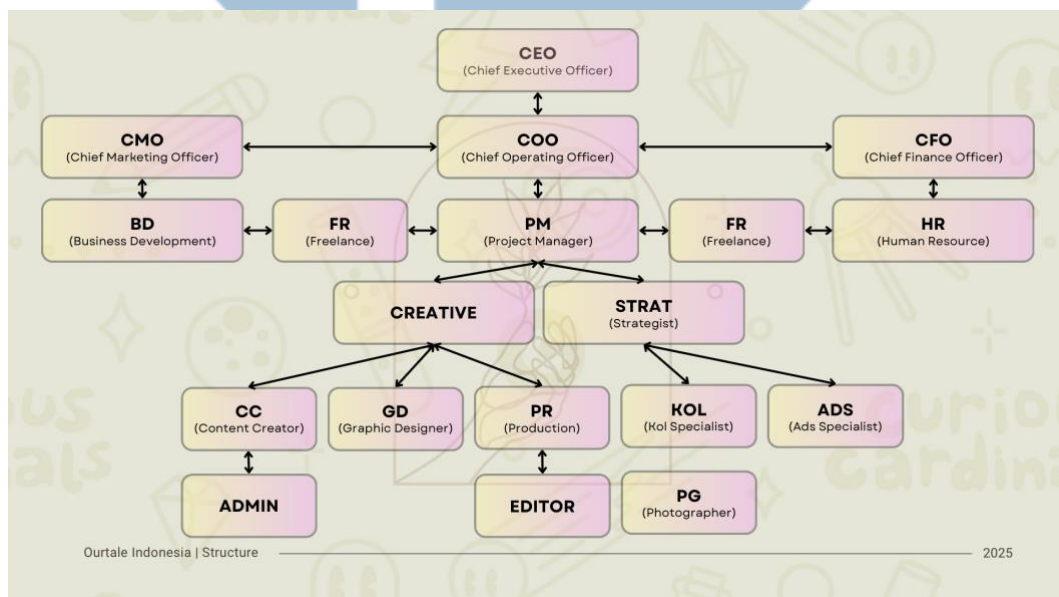 CEO
(Chief Executive Officer)
CMO
(Chief Marketing Officer)
COO
(Chief Operating Officer)
CFO
(Chief Finance Officer)
BD
(Business Development)
FR
(Freelance)
PM
(Project Manager)
FR
(Freelance)
HR
(Human Resource)
CREATIVE
STRAT
(Strategist)
CC
(Content Creator)
GD
(Graphic Designer)
PR
(Production)
KOL
(Kol Specialist)
ADS
(Ads Specialist)
ADMIN
EDITOR
PG
(Photographer)
Ourtale Indonesia | Structure
2025